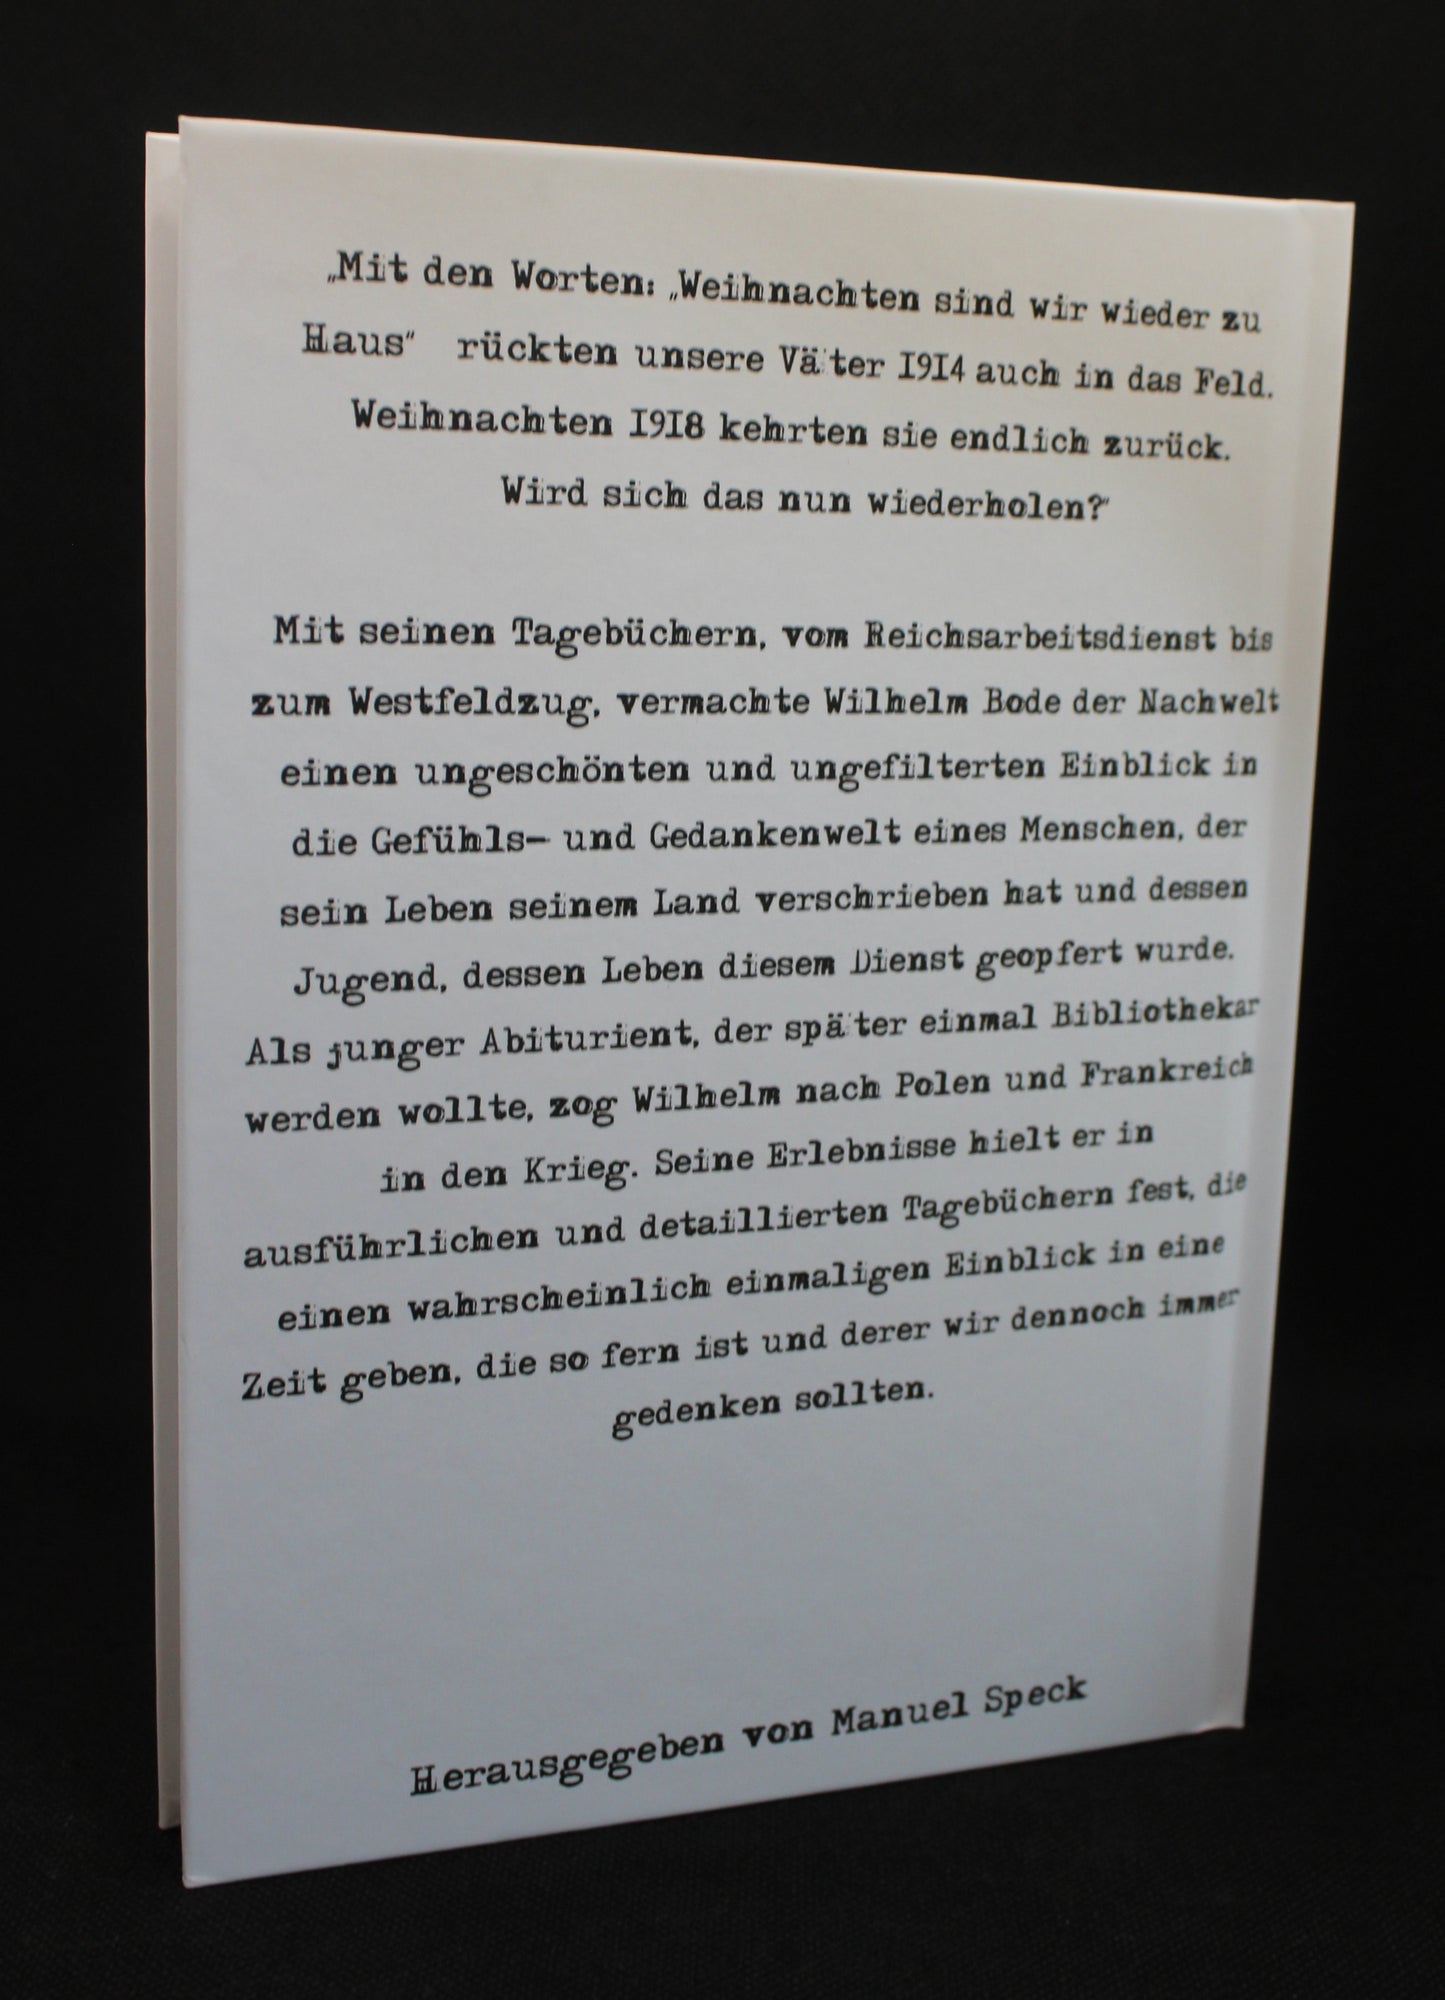 „Mit den Worten: „Weihnachten sind wir wieder zu
Haus“ rückten unsere Väter 1914 auch in das Feld.
Weihnachten 1918 kehrten sie endlich zurück.
Wird sich das nun wiederholen?“
Mit seinen Tagebüchern, vom Reichsarbeitsdienst bis
zum Westfeldzug, vermachte Wilhelm Bode der Nachwelt
einen ungeschönten und ungefilterten Einblick in
die Gefühls- und Gedankenwelt eines Menschen, der
sein Leben seinem Land verschrieben hat und dessen
Jugend, dessen Leben diesem Dienst geopfert wurde.
Als junger Abiturient, der später einmal Bibliothekar
werden wollte, zog Wilhelm nach Polen und Frankreich
in den Krieg. Seine Erlebnisse hielt er in
ausführlichen und detaillierten Tagebüchern fest, die
einen wahrscheinlich einmaligen Einblick in eine
Zeit geben, die so fern ist und derer wir dennoch immer
gedenken sollten.
Herausgegeben von Manuel Speck